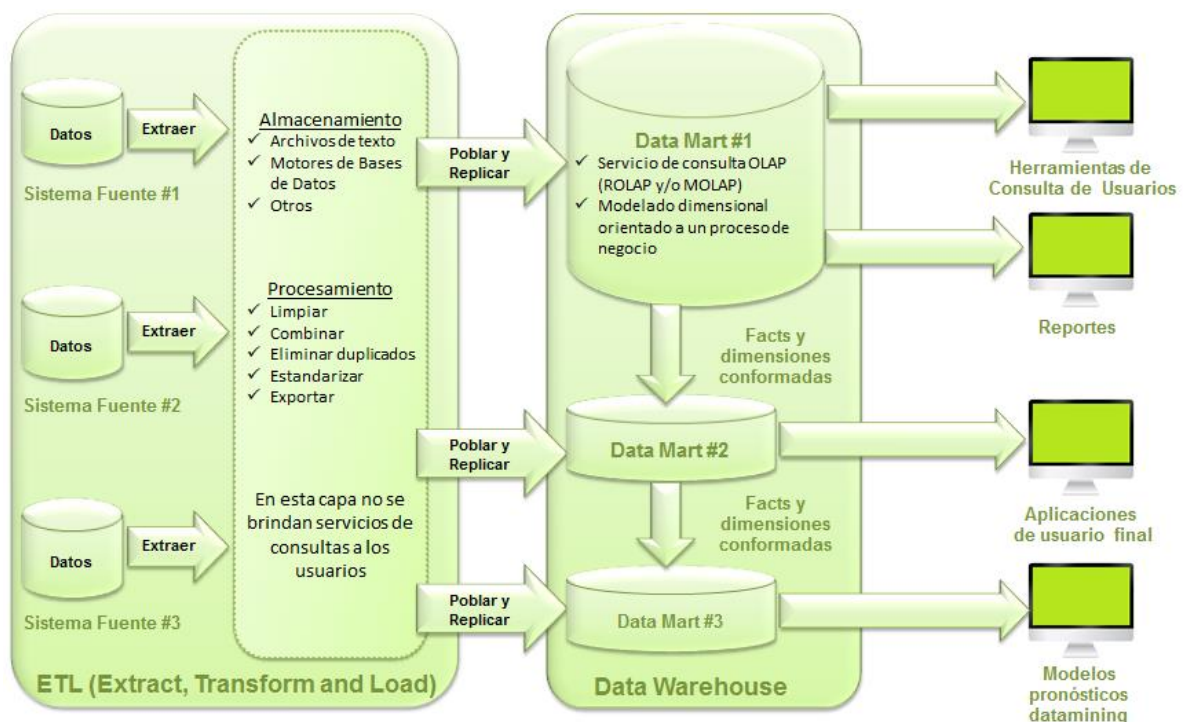 Datos
Extraer
Sistema Fuente #1
Datos
Extraer
Sistema Fuente #2
Datos
Extraer
Sistema Fuente #3
Almacenamiento
✓ Archivos de texto
✓ Motores de Bases
de Datos
✓ Otros
Procesamiento
✓ Limpiar
✓ Combinar
✓ Eliminar duplicados
✓ Estandarizar
✓ Exportar
En esta capa no se
brindan servicios de
consultas a los
usuarios
ETL (Extract, Transform and Load)
Poblar y
Replicar
Poblar y
Replicar
Poblar y
Replicar
Data Mart #1
✓ Servicio de consulta OLAP
(ROLAP y/o MOLAP)
✓ Modelado dimensional
orientado a un proceso de
negocio
Facts y
dimensiones
conformadas
Data Mart #2
Facts y
dimensiones
conformadas
Data Mart #3
Data Warehouse
Herramientas de
Consulta de Usuarios
Reportes
Aplicaciones
de usuario final
Modelos
pronósticos
datamining